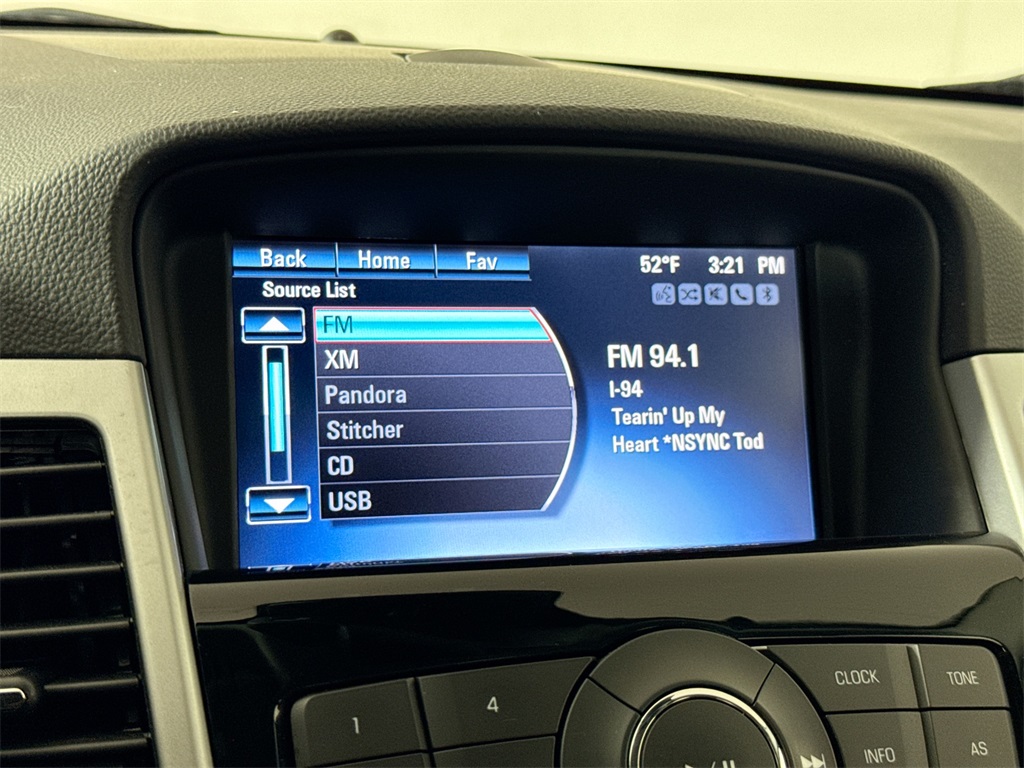 Back Home Fav
52°F 3:21 PM
Source List
FM
XM
Pandora
Stitcher
CD
USB
FM 94.1
I-94
Tearin' Up My
Heart *NSYNC Tod
1
4
CLOCK
TONE
INFO
AS